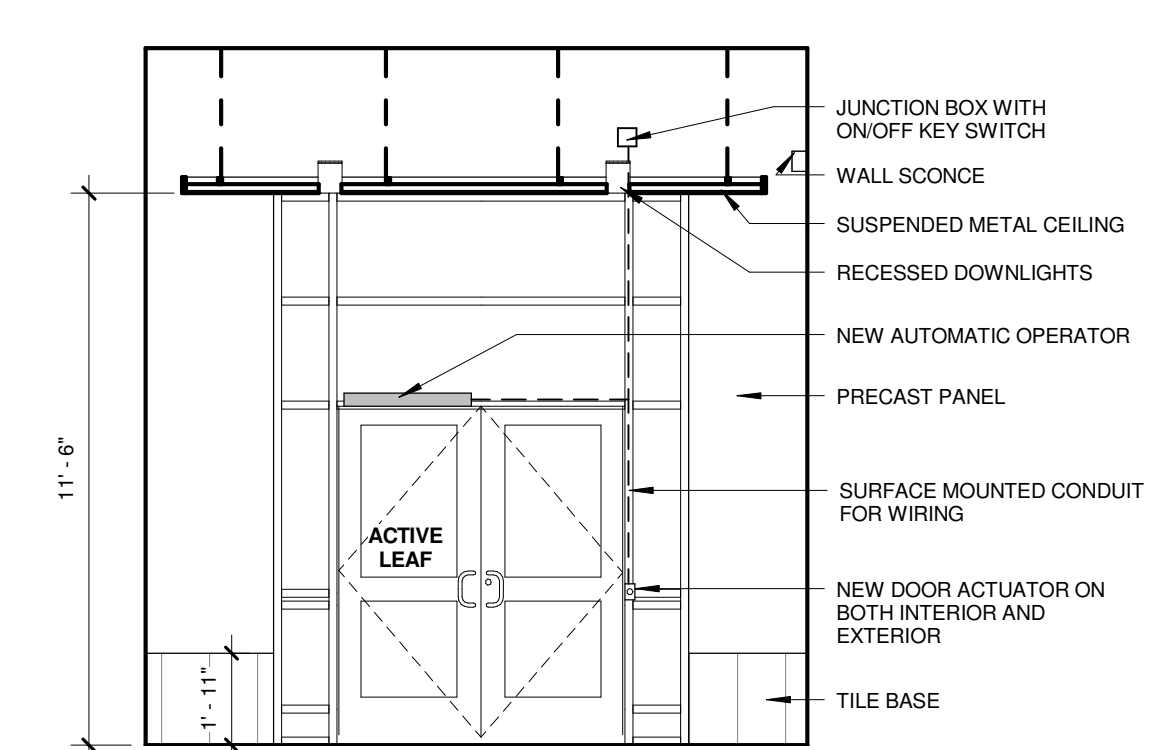 JUNCTION BOX WITH
ON/OFF KEY SWITCH
WALL SCONCE
SUSPENDED METAL CEILING
RECESSED DOWNLIGHTS
NEW AUTOMATIC OPERATOR
PRECAST PANEL
11' - 6"
SURFACE MOUNTED CONDUIT
FOR WIRING
ACTIVE
LEAF
NEW DOOR ACTUATOR ON
BOTH INTERIOR AND
EXTERIOR
1' - 11"
TILE BASE